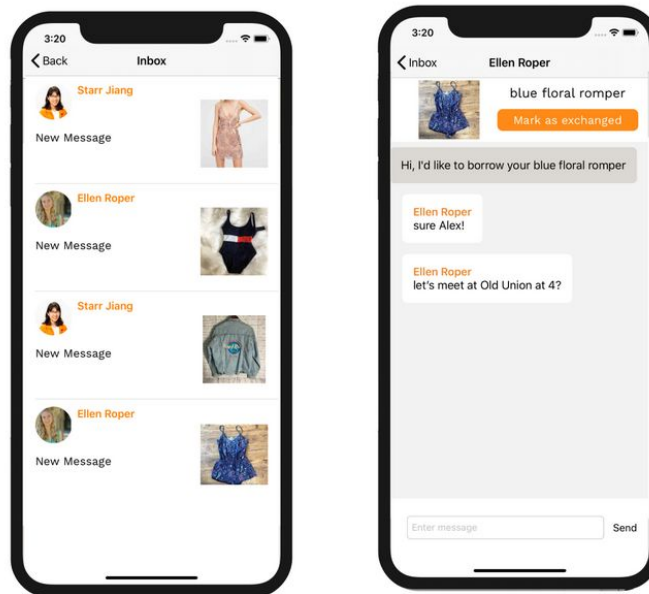 3:20
Back
Inbox
Starr Jiang
New Message
Ellen Roper
New Message
Starr Jiang
New Message
Ellen Roper
New Message
3:20
Inbox
Ellen Roper
blue floral romper
Mark as exchanged
Hi, I'd like to borrow your blue floral romper
Ellen Roper
sure Alex!
Ellen Roper
let's meet at Old Union at 4?
Enter message
Send